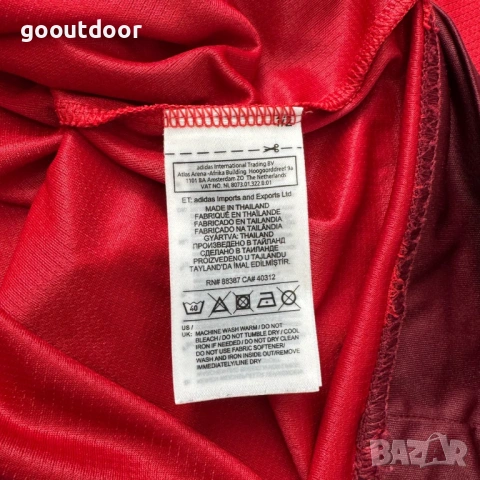 gooutdoor
adidas International Trading BV
Atlas Arena -Afrika Building Hoogoorddreef 9a
1101 BA Amsterdam ZO The Netherlands
VAT NO. NL 8073.01.322 B.01
ET: adidas Imports and Exports Ltd.
MADE IN THAILAND
FABRIQUÉ EN THAÏLANDE
FABRICADO EN TAILANDIA
FABRICADO NA TAILÂNDIA
GYÁRTVA: THAIFÖLD
ПРОИЗВЕДЕНО В ТАЙЛАНД
СДЕЛАНО В ТАИЛАНДЕ
PROIZVEDENO U TAJLANDU
TAYLAND'DA İMAL EDİLMİŞTİR.
RN# 88387 CA# 40312
40
US / UK: MACHINE WASH WARM / DO NOT
BLEACH / DO NOT TUMBLE DRY / COOL
IRON IF NEEDED / DO NOT DRY CLEAN
DO NOT USE FABRIC SOFTENER/
WASH AND IRON INSIDE OUT/REMOVE
IMMEDIATELY/LINE DRY
BAZAR